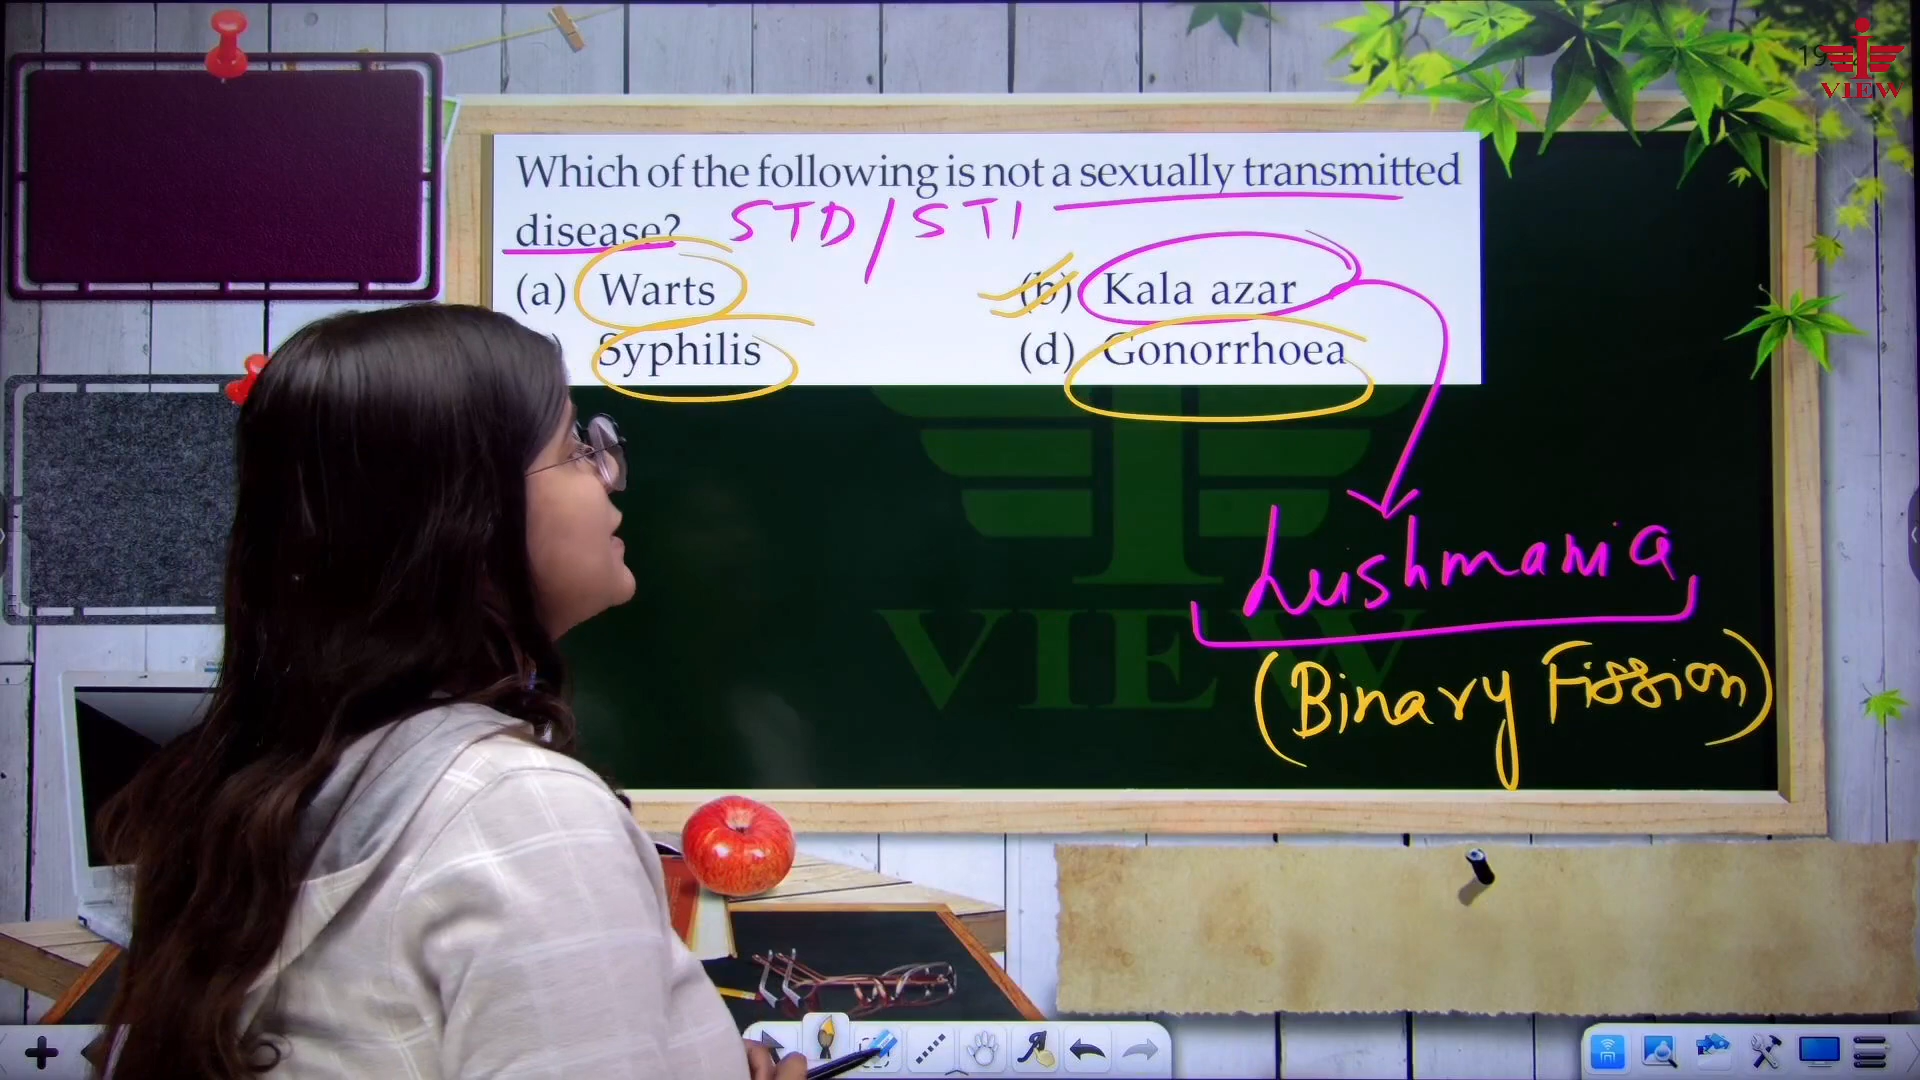 VIEW
Which of the following is not a sexually transmitted
disease? STD/STI
(a) Warts (b) Kala azar
Syphilis (d) Gonorrhoea
Leishmania
VIEW
(Binary Fission)